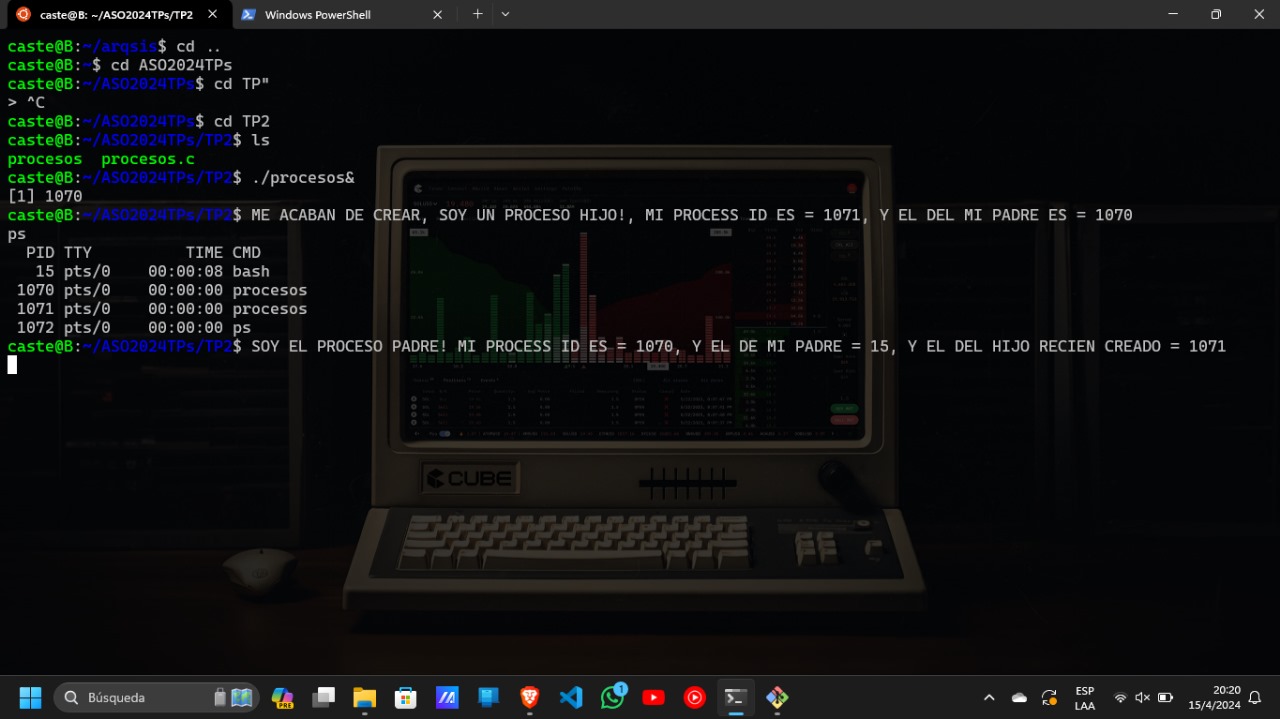 caste@B: ~/ASO2024TPs/TP2
Windows PowerShell
caste@B:~/arqsis$ cd ..
caste@B:~$ cd ASO2024TPs
caste@B:~/ASO2024TPs$ cd TP"
> ^C
caste@B:~/ASO2024TPs$ cd TP2
caste@B:~/ASO2024TPs/TP2$ ls
procesos  procesos.c
caste@B:~/ASO2024TPs/TP2$ ./procesos&
[1] 1070
caste@B:~/ASO2024TPs/TP2$ ME ACABAN DE CREAR, SOY UN PROCESO HIJO!, MI PROCESS ID ES = 1071, Y EL DEL MI PADRE ES = 1070
ps
  PID TTY          TIME CMD
   15 pts/0    00:00:08 bash
 1070 pts/0    00:00:00 procesos
 1071 pts/0    00:00:00 procesos
 1072 pts/0    00:00:00 ps
caste@B:~/ASO2024TPs/TP2$ SOY EL PROCESO PADRE! MI PROCESS ID ES = 1070, Y EL DE MI PADRE = 15, Y EL DEL HIJO RECIEN CREADO = 1071
CUBE
Búsqueda
PRE
1
ESP
LAA
20:20
15/4/2024